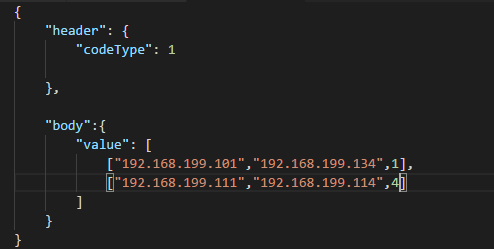 {
"header": {
"codeType": 1
},
"body":{
"value": [
["192.168.199.101","192.168.199.134",1],
["192.168.199.111","192.168.199.114",4]
]
}
}